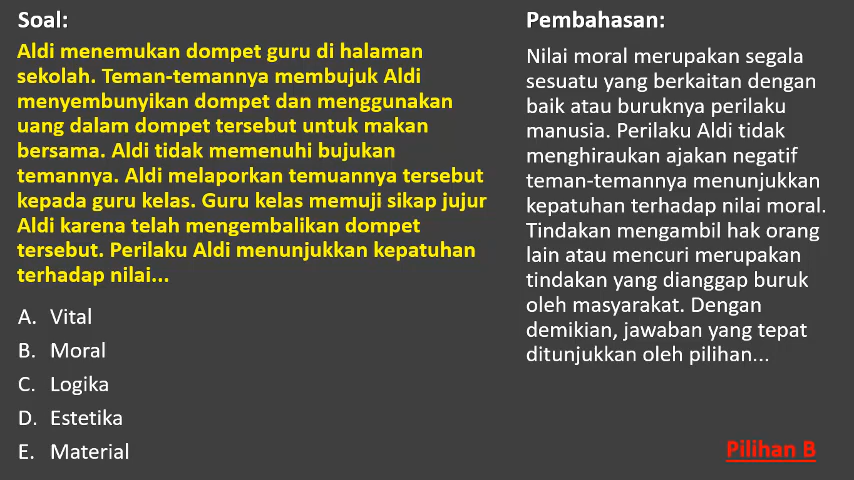 Soal:
Aldi menemukan dompet guru di halaman
sekolah. Teman-temannya membujuk Aldi
menyembunyikan dompet dan menggunakan
uang dalam dompet tersebut untuk makan
bersama. Aldi tidak memenuhi bujukan
temannya. Aldi melaporkan temuannya tersebut
kepada guru kelas. Guru kelas memuji sikap jujur
Aldi karena telah mengembalikan dompet
tersebut. Perilaku Aldi menunjukkan kepatuhan
terhadap nilai...
A. Vital
B. Moral
C. Logika
D. Estetika
E. Material
Pembahasan:
Nilai moral merupakan segala
sesuatu yang berkaitan dengan
baik atau buruknya perilaku
manusia. Perilaku Aldi tidak
menghiraukan ajakan negatif
teman-temannya menunjukkan
kepatuhan terhadap nilai moral.
Tindakan mengambil hak orang
lain atau mencuri merupakan
tindakan yang dianggap buruk
oleh masyarakat. Dengan
demikian, jawaban yang tepat
ditunjukkan oleh pilihan...
Pilihan B